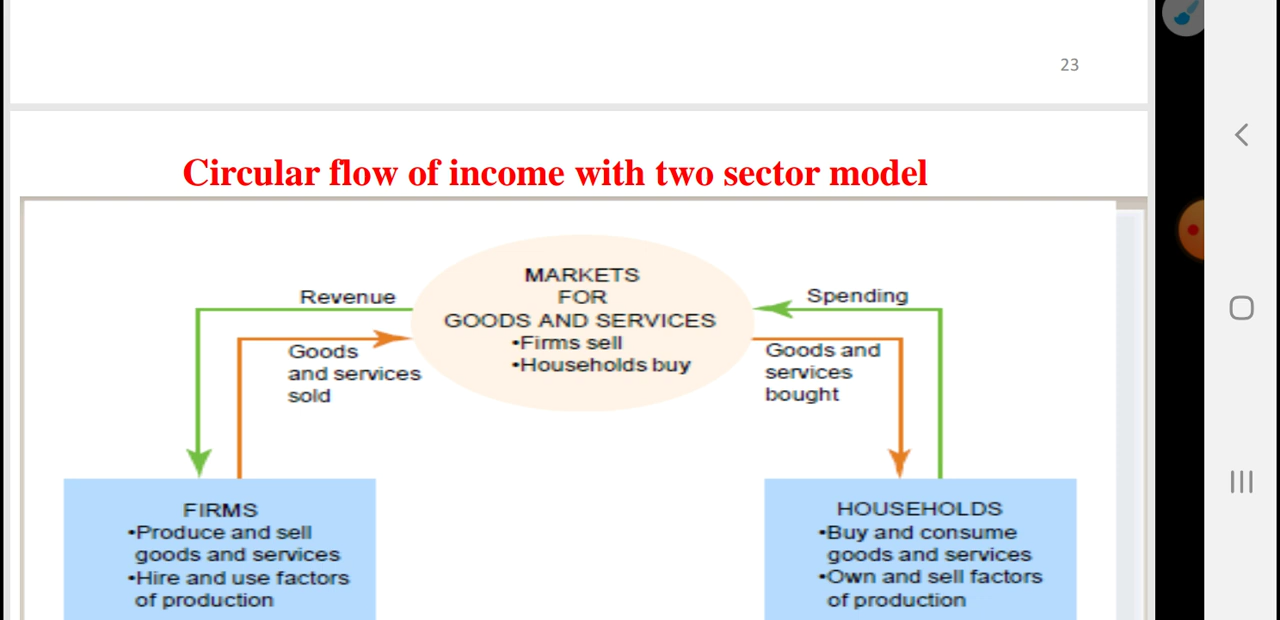 23
Circular flow of income with two sector model
MARKETS
FOR
GOODS AND SERVICES
•Firms sell
•Households buy
Revenue
Goods
and services
sold
Spending
Goods and
services
bought
FIRMS
•Produce and sell
goods and services
•Hire and use factors
of production
HOUSEHOLDS
•Buy and consume
goods and services
•Own and sell factors
of production